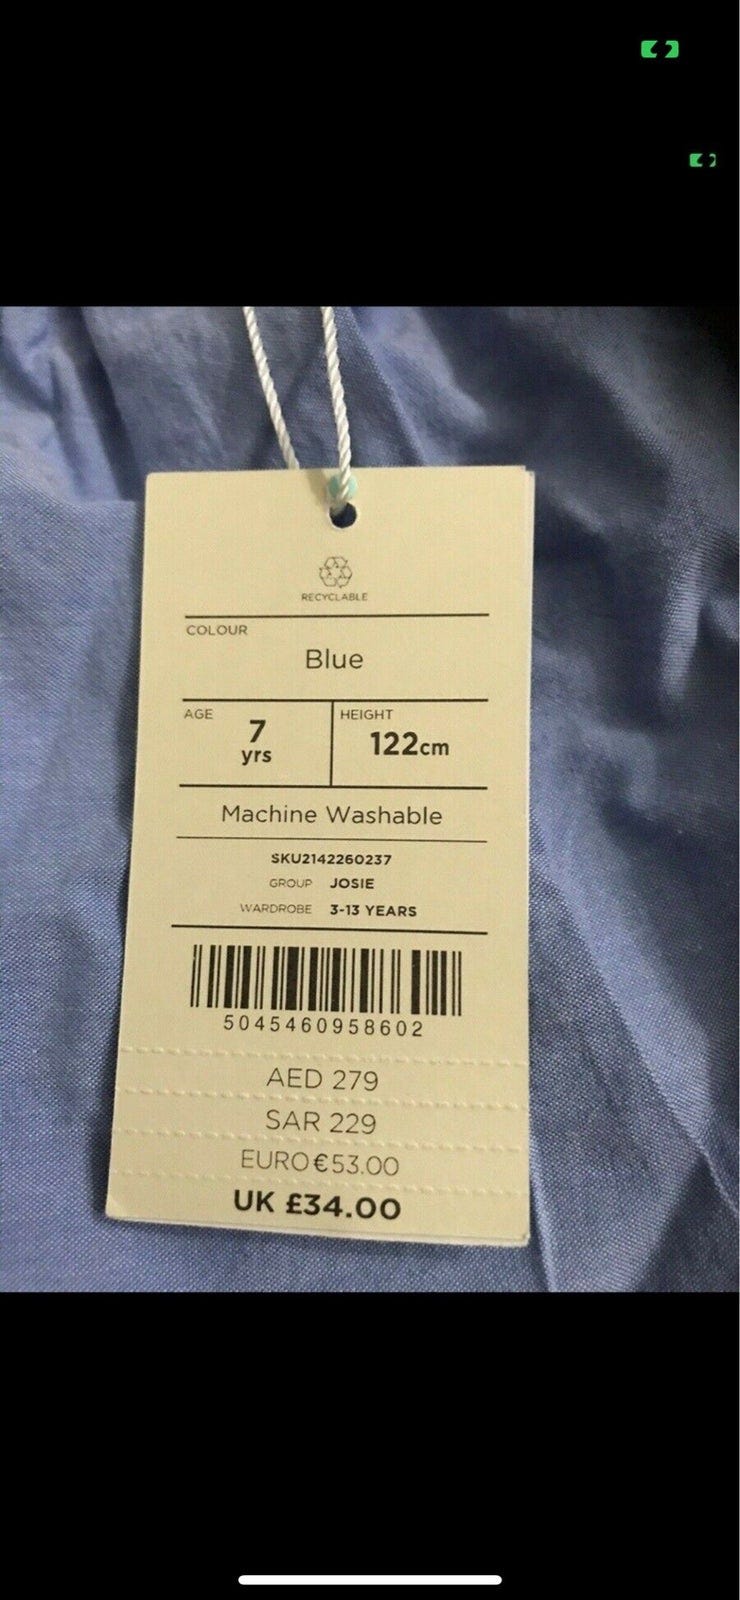 RECYCLABLE
COLOUR
Blue
AGE
7
yrs
HEIGHT
122cm
Machine Washable
SKU2142260237
GROUP JOSIE
WARDROBE 3-13 YEARS
5045460958602
AED 279
SAR 229
EURO€53.00
UK £34.00